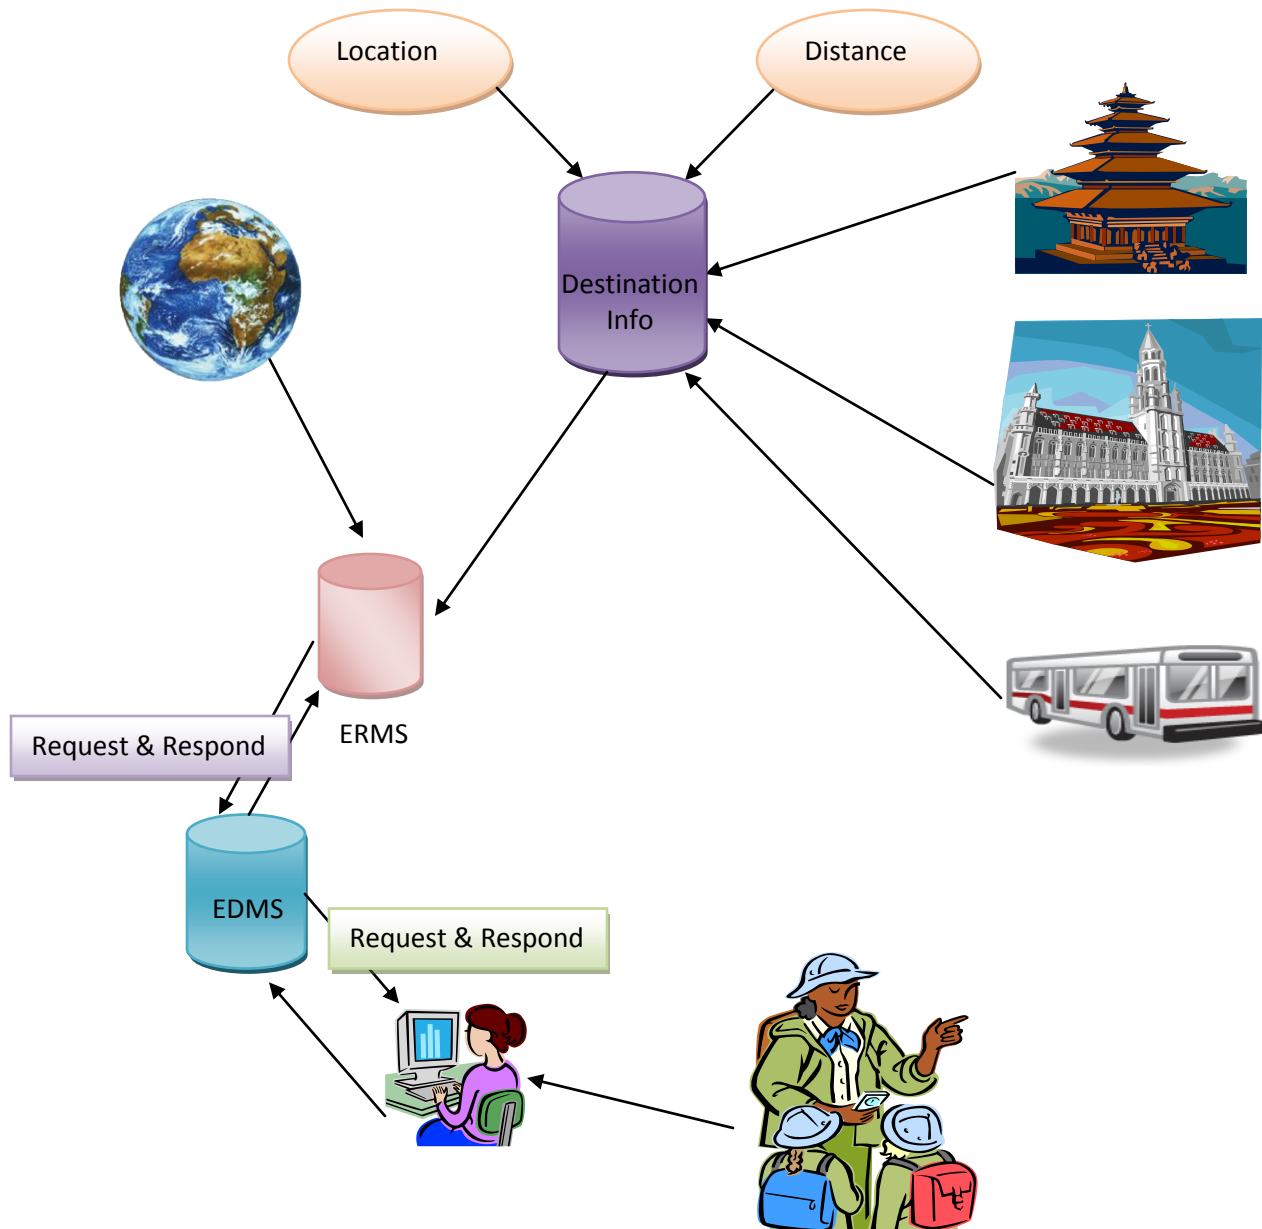 Location
Distance
Destination
Info
ERMS
Request & Respond
EDMS
Request & Respond